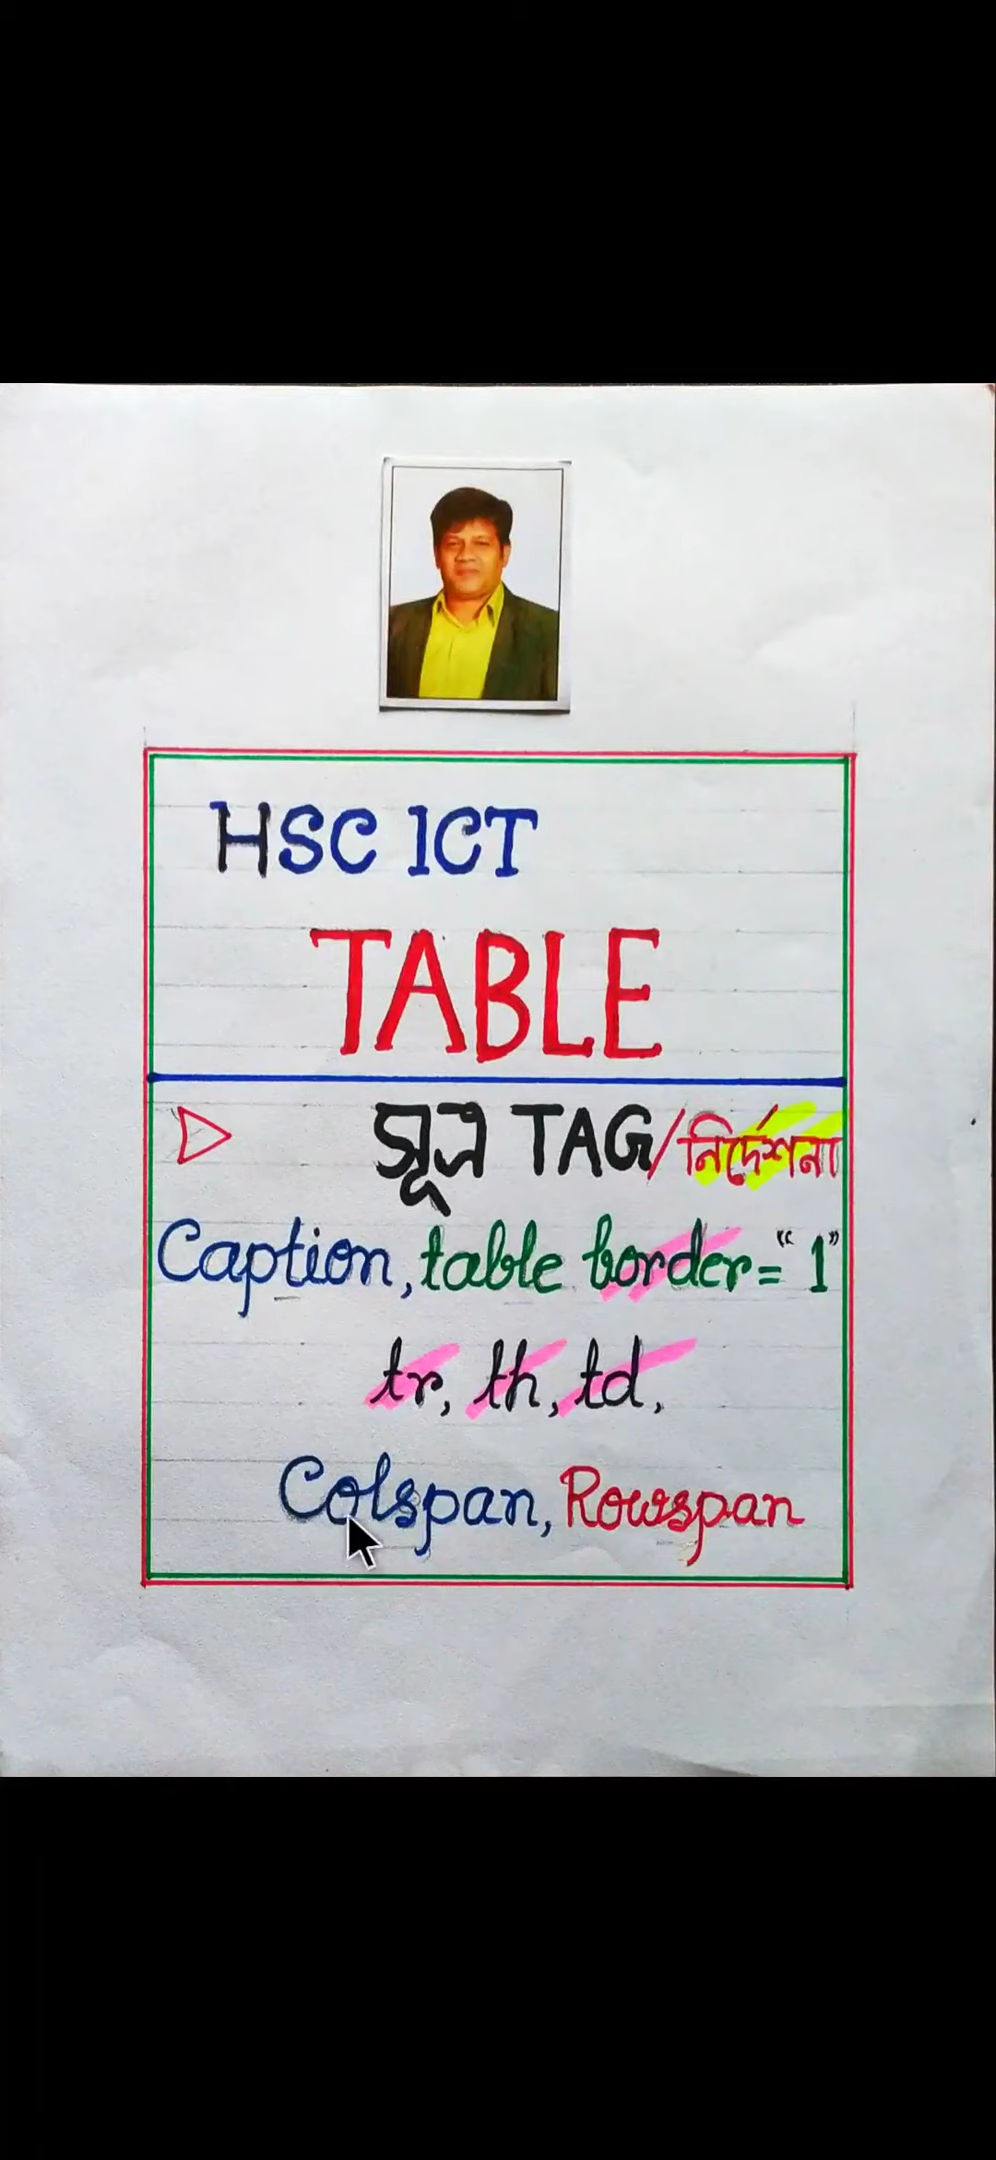 HSC ICT
TABLE
সূত্র TAG/নির্দেশনা
Caption, table border="1"
tr, th, td,
Colspan, Rowspan